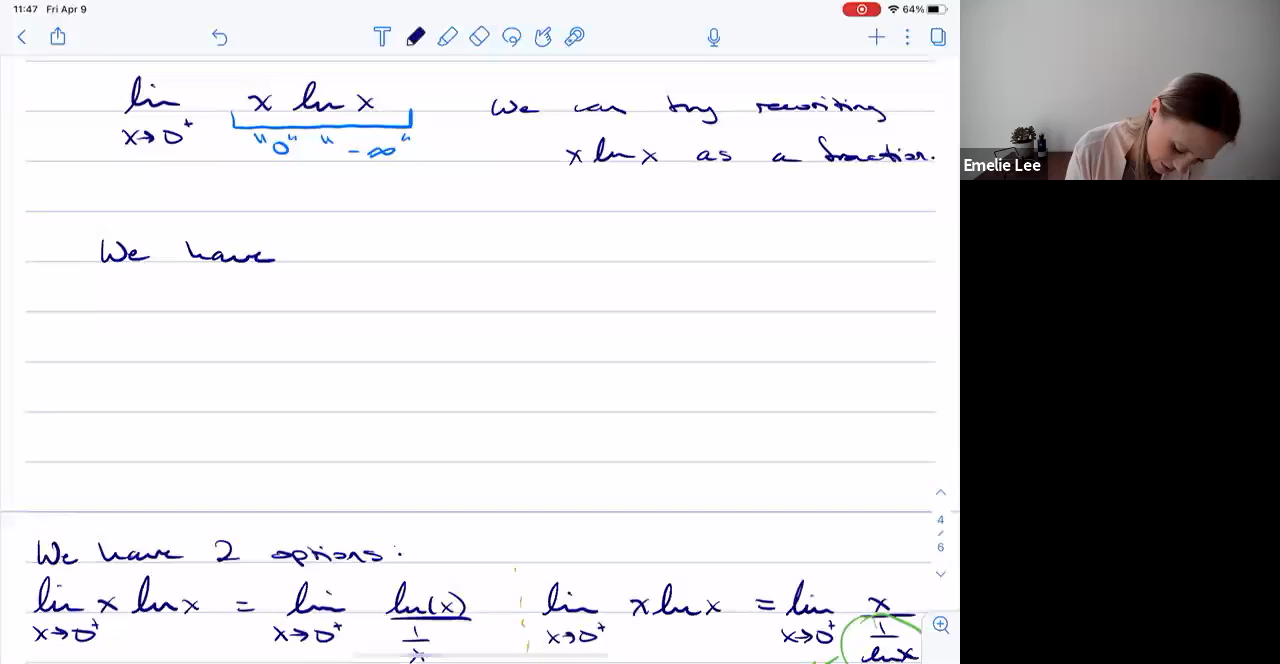 11:47 Fri Apr 9 64%
lim x→0⁺ x ln x We can try rewriting
"0" "-∞" x ln x as a fraction.
Emelie Lee
We have
4 / 6
We have 2 options:
lim x→0⁺ x ln x = lim x→0⁺ ln(x) / (1/x) lim x→0⁺ x ln x = lim x→0⁺ x / (1/ln x)